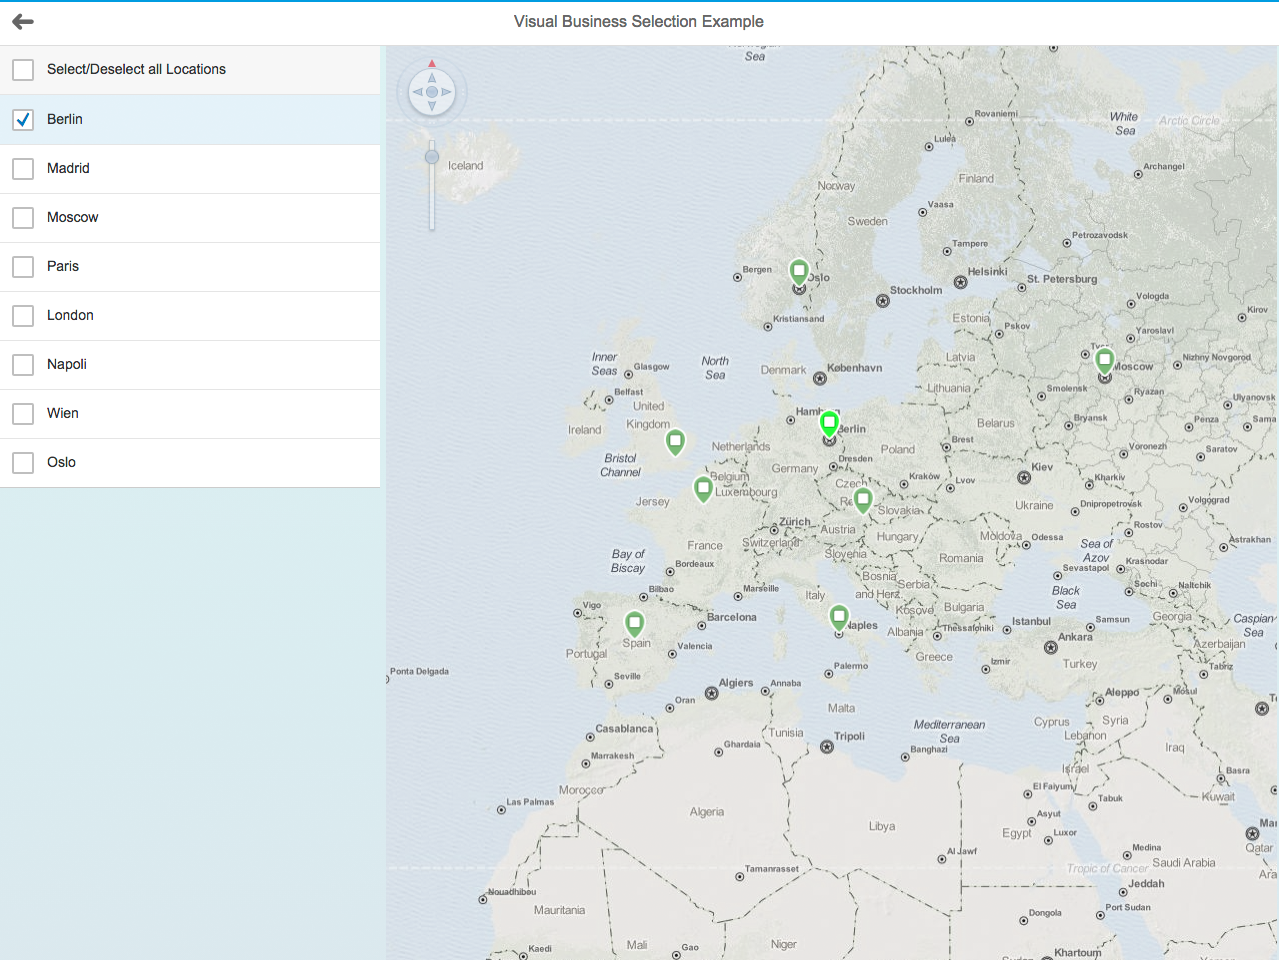 Visual Business Selection Example
Select/Deselect all Locations
Berlin
Madrid
Moscow
Paris
London
Napoli
Wien
Oslo
Sea
Rovaniemi
White
Sea
Arctic Circle
Luleå
Iceland
Archangel
Finland
Norway
Vaasa
Sweden
Petrozavodsk
Tampere
Bergen
Helsinki
Oslo
St. Petersburg
Stockholm
Vologda
Kirov
Kristiansand
Estonia
Pskov
Yaroslavl
Inner
Seas
North
Sea
Latvia
Nizhny Novgorod
Glasgow
Denmark
København
Moscow
Lithuania
Smolensk
Ryazan
Belfast
Ulyanovsk
United
Kingdom
Hamburg
Bryansk
Penza
Sama
Ireland
Berlin
Belarus
Netherlands
Brest
Voronezh
Saratov
Poland
Bristol
Channel
Dresden
Germany
Kiev
Belgium
Kraków
Lvov
Kharkiv
Czech
Luxembourg
Jersey
Slovakia
Ukraine
Dnipropetrovsk
Volgograd
Zürich
Austria
Rostov
Hungary
Moldova
Odessa
Astrakhan
Switzerland
France
Sea of
Azov
Slovenia
Romania
Bay of
Biscay
Krasnodar
Bordeaux
Sevastapol
Bosnia
and Herz.
Serbia
Sochi
Naltchik
Bilbao
Marseille
Italy
Black
Sea
Vigo
Kosovo
Bulgaria
Barcelona
Georgia
Caspian
Sea
Istanbul
Samsun
Naples
Albania
Thessaloniki
Ankara
Spain
Azerbaijan
Valencia
Portugal
Greece
Izmir
Turkey
Tabriz
Palermo
Ponta Delgada
Seville
Algiers
Annaba
Aleppo
Mosul
Oran
Malta
Syria
Cyprus
Casablanca
Mediterranean
Sea
Tunisia
Tripoli
Lebanon
Ghardaia
Banghazi
Iraq
Marrakesh
Israel
Basra
Morocco
El Faiyum
Kuwait
Las Palmas
Tabuk
Algeria
Asyut
Libya
Egypt
Luxor
Qatar
Medina
Al Jawf
Saudi Arabia
Tropic of Cancer
Tamanrasset
Jeddah
Nouadhibou
Port Sudan
Mauritania
Dongola
Mali
Gao
Niger
Kaedi
Khartoum